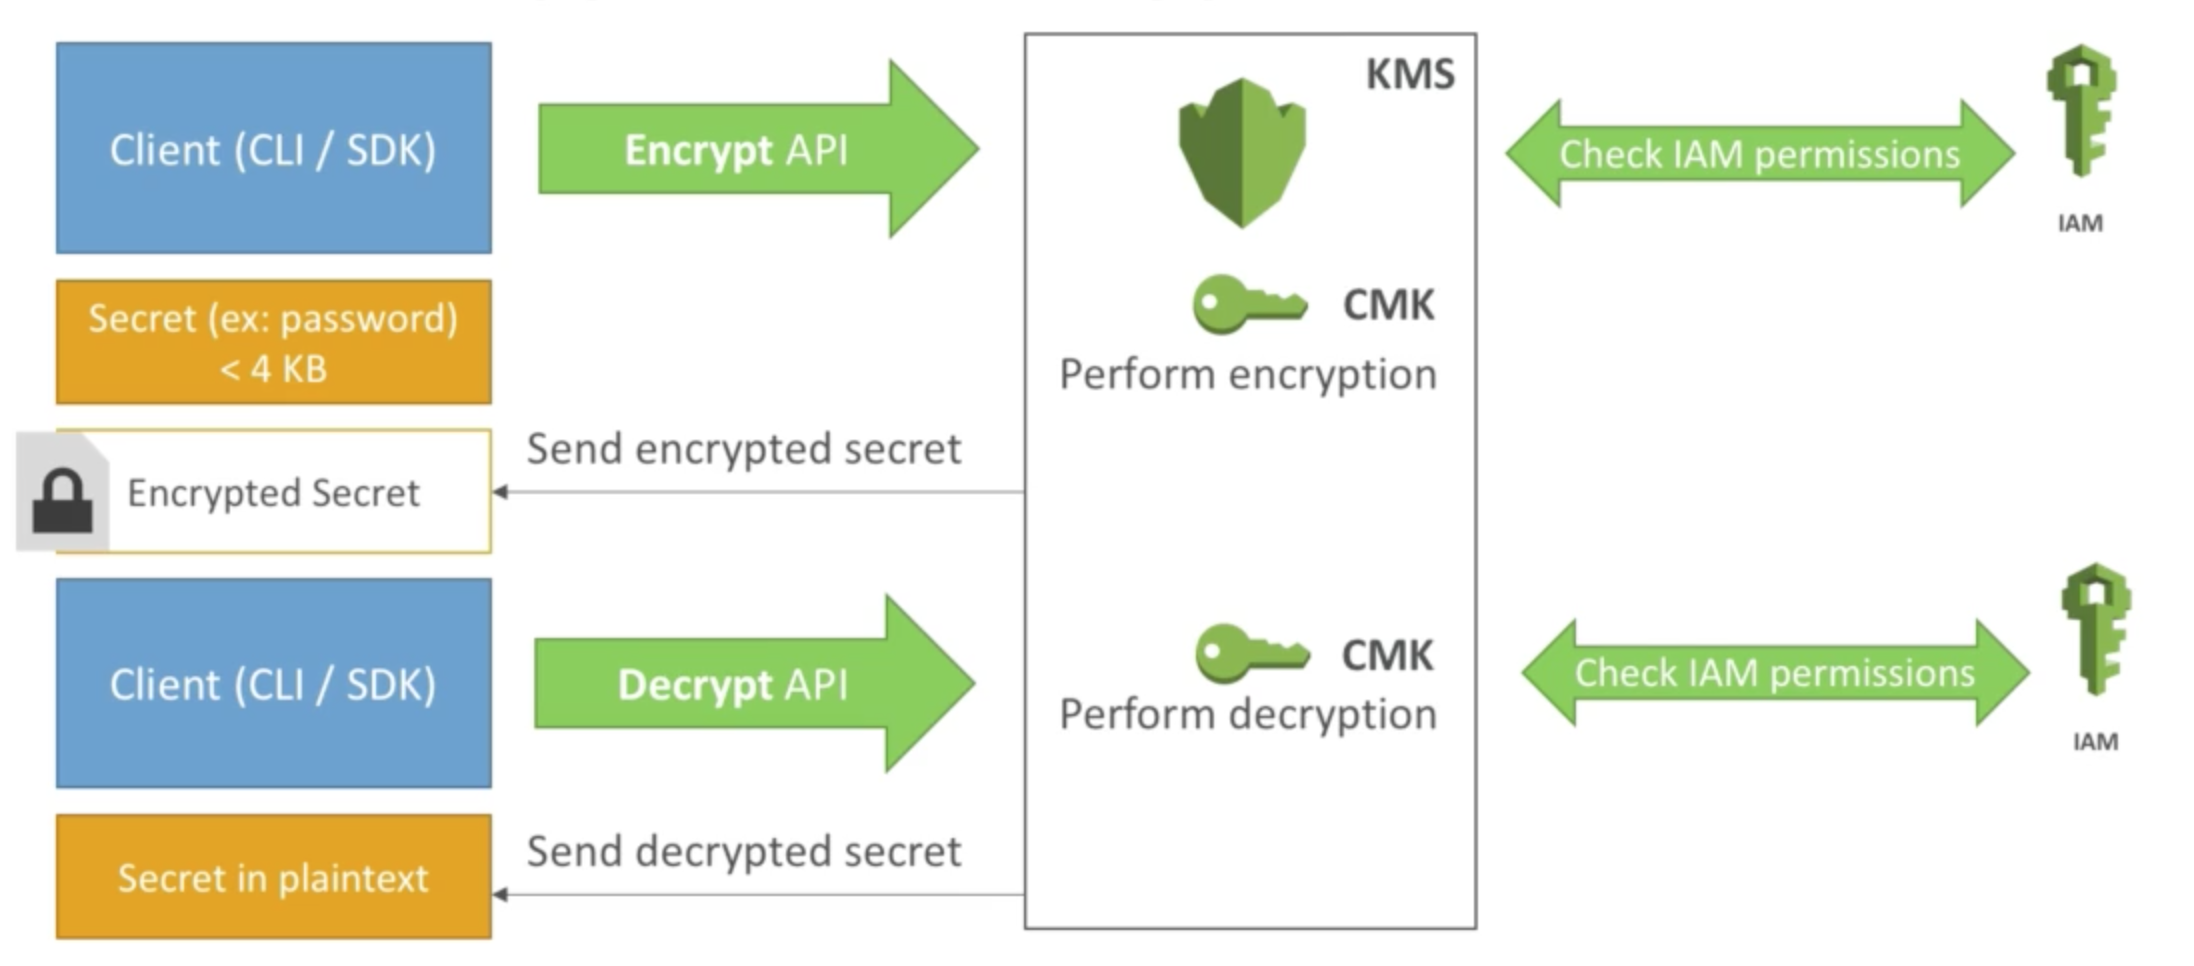 KMS
Client (CLI / SDK)
Encrypt API
Check IAM permissions
IAM
Secret (ex: password)
< 4 KB
CMK
Perform encryption
Send encrypted secret
Encrypted Secret
Client (CLI / SDK)
Decrypt API
CMK
Perform decryption
Check IAM permissions
IAM
Send decrypted secret
Secret in plaintext